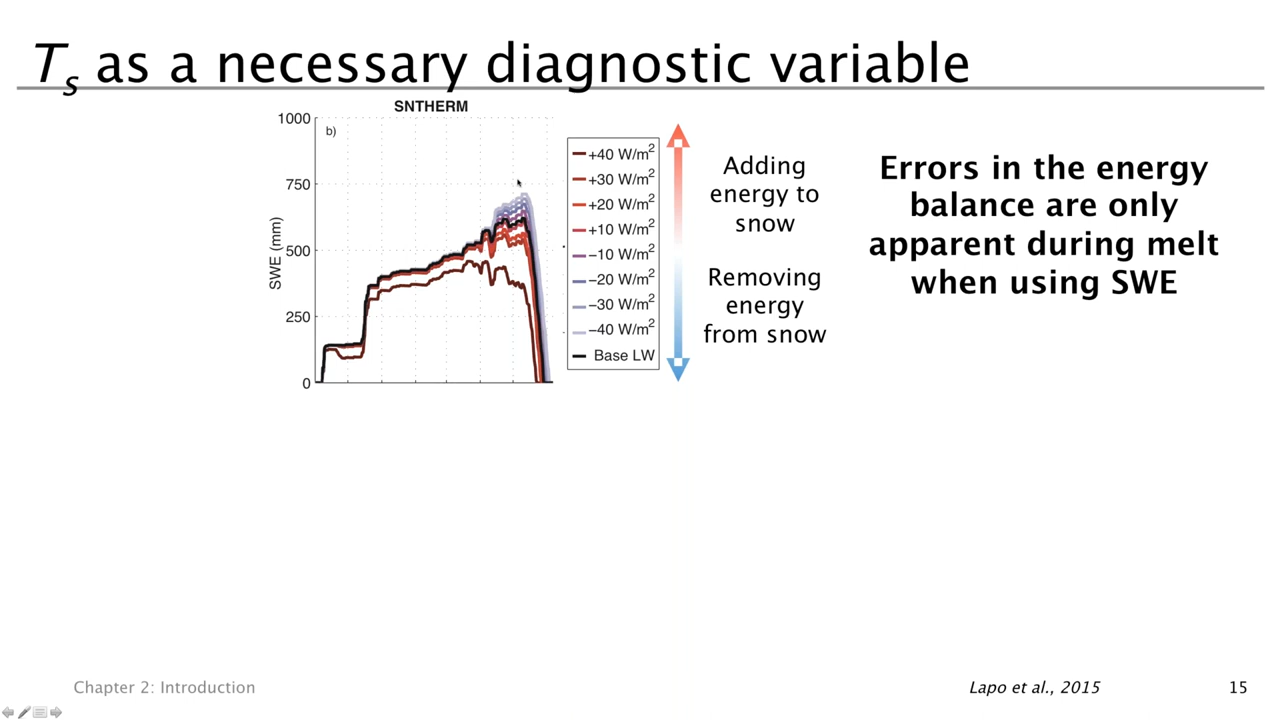 Ts as a necessary diagnostic variable
SNTHERM
b)
1000
750
500
250
0
SWE (mm)
+40 W/m2
+30 W/m2
+20 W/m2
+10 W/m2
−10 W/m2
−20 W/m2
−30 W/m2
−40 W/m2
Base LW
Adding
energy to
snow
Removing
energy
from snow
Errors in the energy
balance are only
apparent during melt
when using SWE
Chapter 2: Introduction
Lapo et al., 2015
15